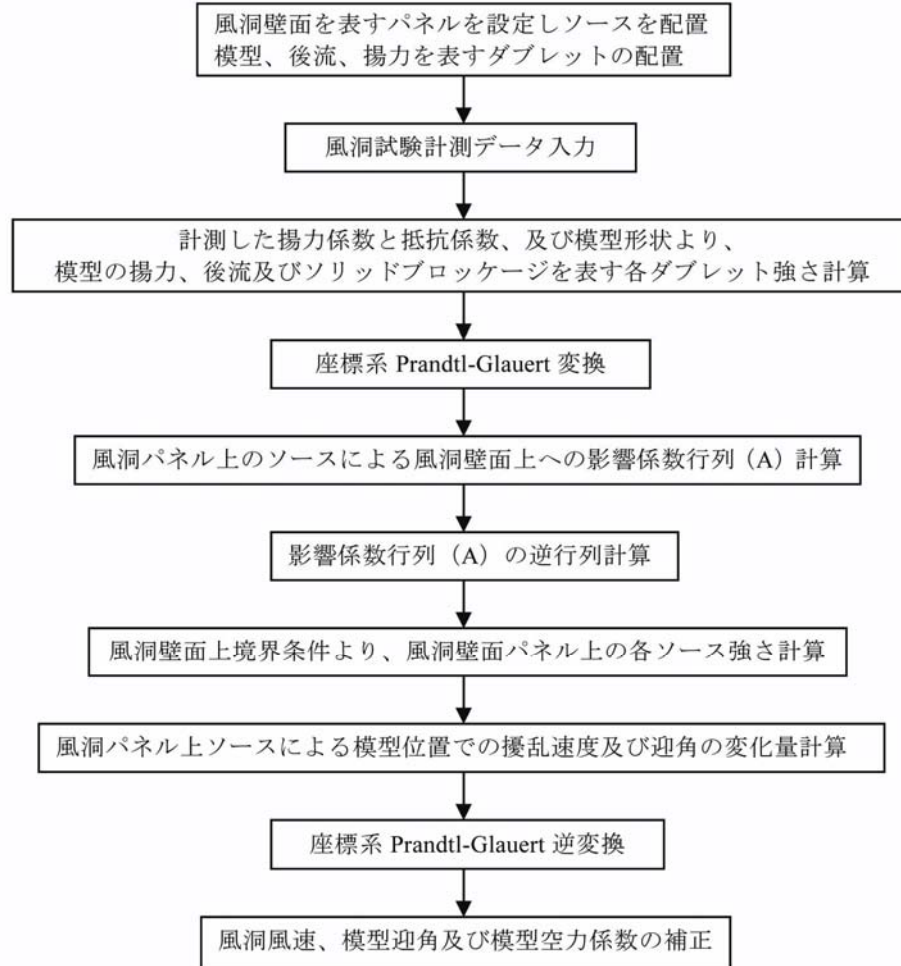 風洞壁面を表すパネルを設定しソースを配置
模型、後流、揚力を表すダブレットの配置
風洞試験計測データ入力
計測した揚力係数と抵抗係数、及び模型形状より、
模型の揚力、後流及びソリッドブロッケージを表す各ダブレット強さ計算
座標系 Prandtl-Glauert 変換
風洞パネル上のソースによる風洞壁面上への影響係数行列（A）計算
影響係数行列（A）の逆行列計算
風洞壁面上境界条件より、風洞壁面パネル上の各ソース強さ計算
風洞パネル上ソースによる模型位置での擾乱速度及び迎角の変化量計算
座標系 Prandtl-Glauert 逆変換
風洞風速、模型迎角及び模型空力係数の補正